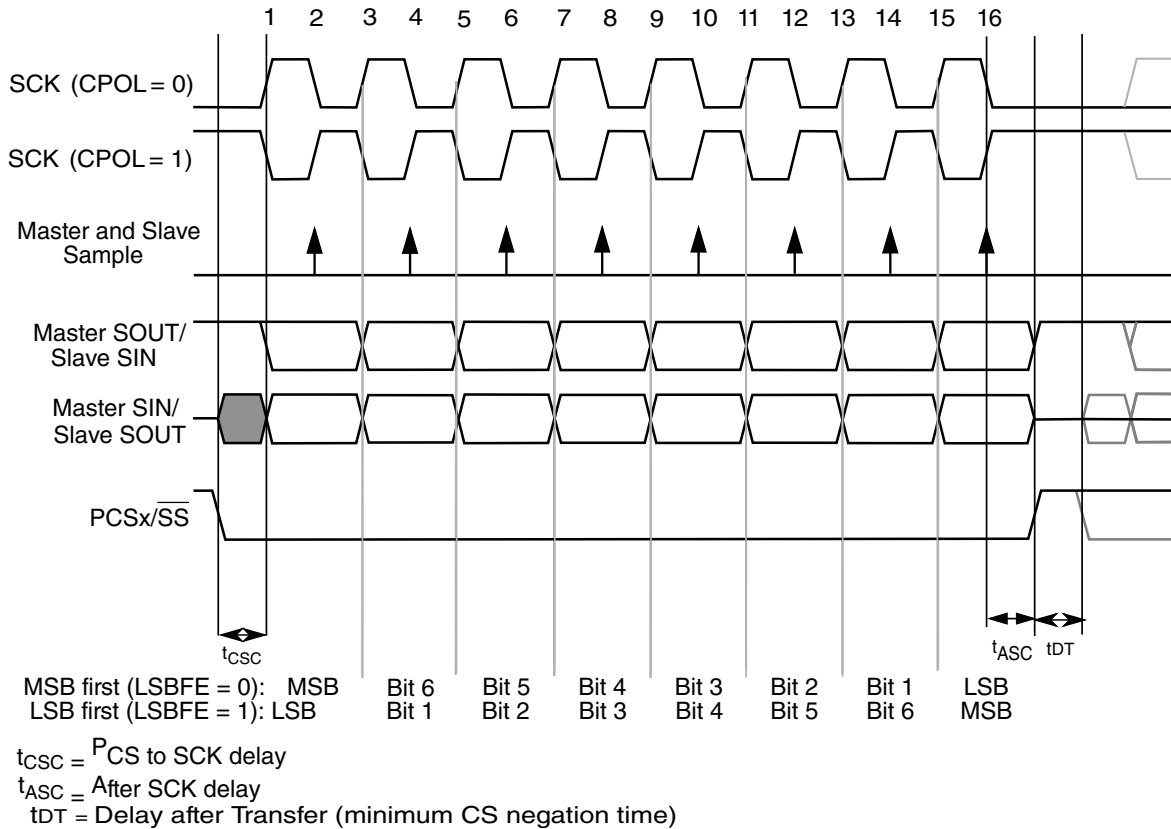 1 2 3 4 5 6 7 8 9 10 11 12 13 14 15 16
SCK (CPOL = 0)
SCK (CPOL = 1)
Master and Slave
Sample
Master SOUT/
Slave SIN
Master SIN/
Slave SOUT
PCSx/S̅S̅
tCSC
tASC
tDT
MSB first (LSBFE = 0): MSB Bit 6 Bit 5 Bit 4 Bit 3 Bit 2 Bit 1 LSB
LSB first (LSBFE = 1): LSB Bit 1 Bit 2 Bit 3 Bit 4 Bit 5 Bit 6 MSB
tCSC = PCS to SCK delay
tASC = After SCK delay
tDT = Delay after Transfer (minimum CS negation time)